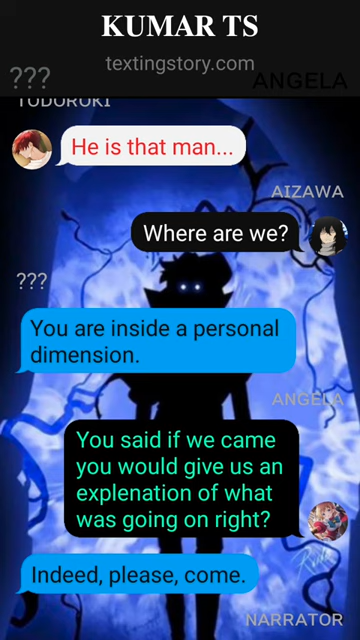 KUMAR TS
textingstory.com
???
ANGELA
TODOROKI
He is that man...
AIZAWA
Where are we?
???
You are inside a personal
dimension.
ANGELA
You said if we came
you would give us an
explenation of what
was going on right?
Indeed, please, come.
NARRATOR